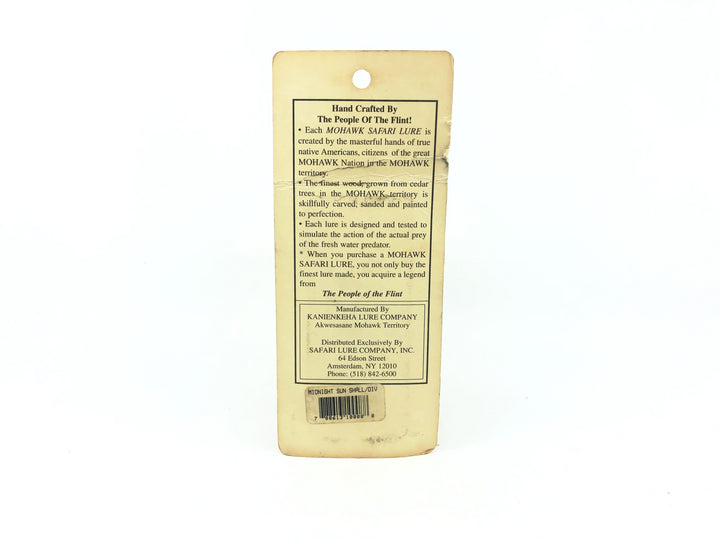 Hand Crafted By
The People Of The Flint!
• Each MOHAWK SAFARI LURE is
created by the masterful hands of true
native Americans, citizens of the great
MOHAWK Nation in the MOHAWK
territory.
• The finest wood, grown from cedar
trees in the MOHAWK territory is
skillfully carved, sanded and painted
to perfection.
• Each lure is designed and tested to
simulate the action of the actual prey
of the fresh water predator.
* When you purchase a MOHAWK
SAFARI LURE, you not only buy the
finest lure made, you acquire a legend
from
The People of the Flint
Manufactured By
KANIENKEHA LURE COMPANY
Akwesasane Mohawk Territory
Distributed Exclusively By
SAFARI LURE COMPANY, INC.
64 Edson Street
Amsterdam, NY 12010
Phone: (518) 842-6500
MIDNIGHT SUN SHALL/DIV